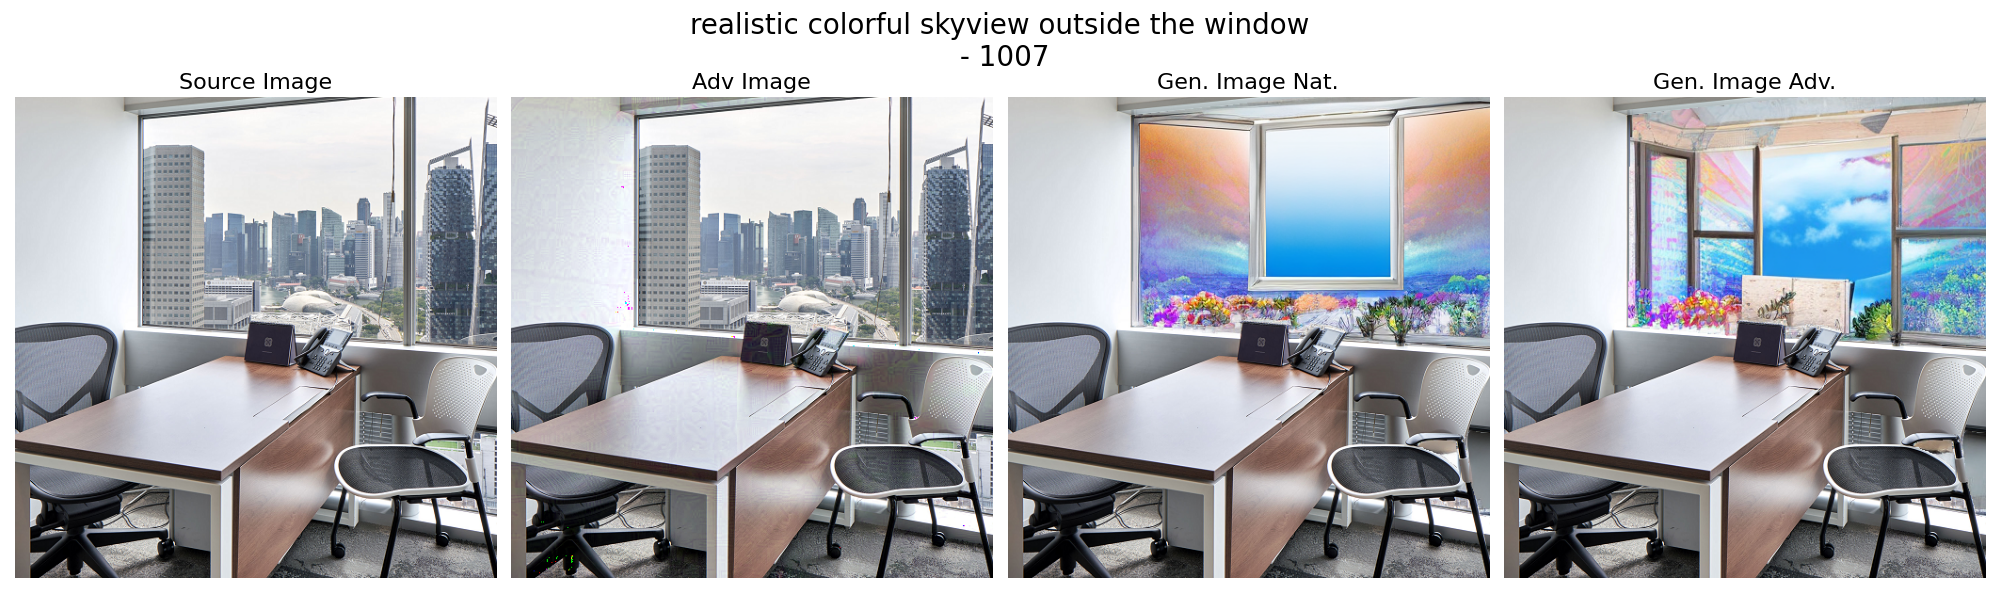 realistic colorful skyview outside the window
- 1007
Source Image
Adv Image
Gen. Image Nat.
Gen. Image Adv.